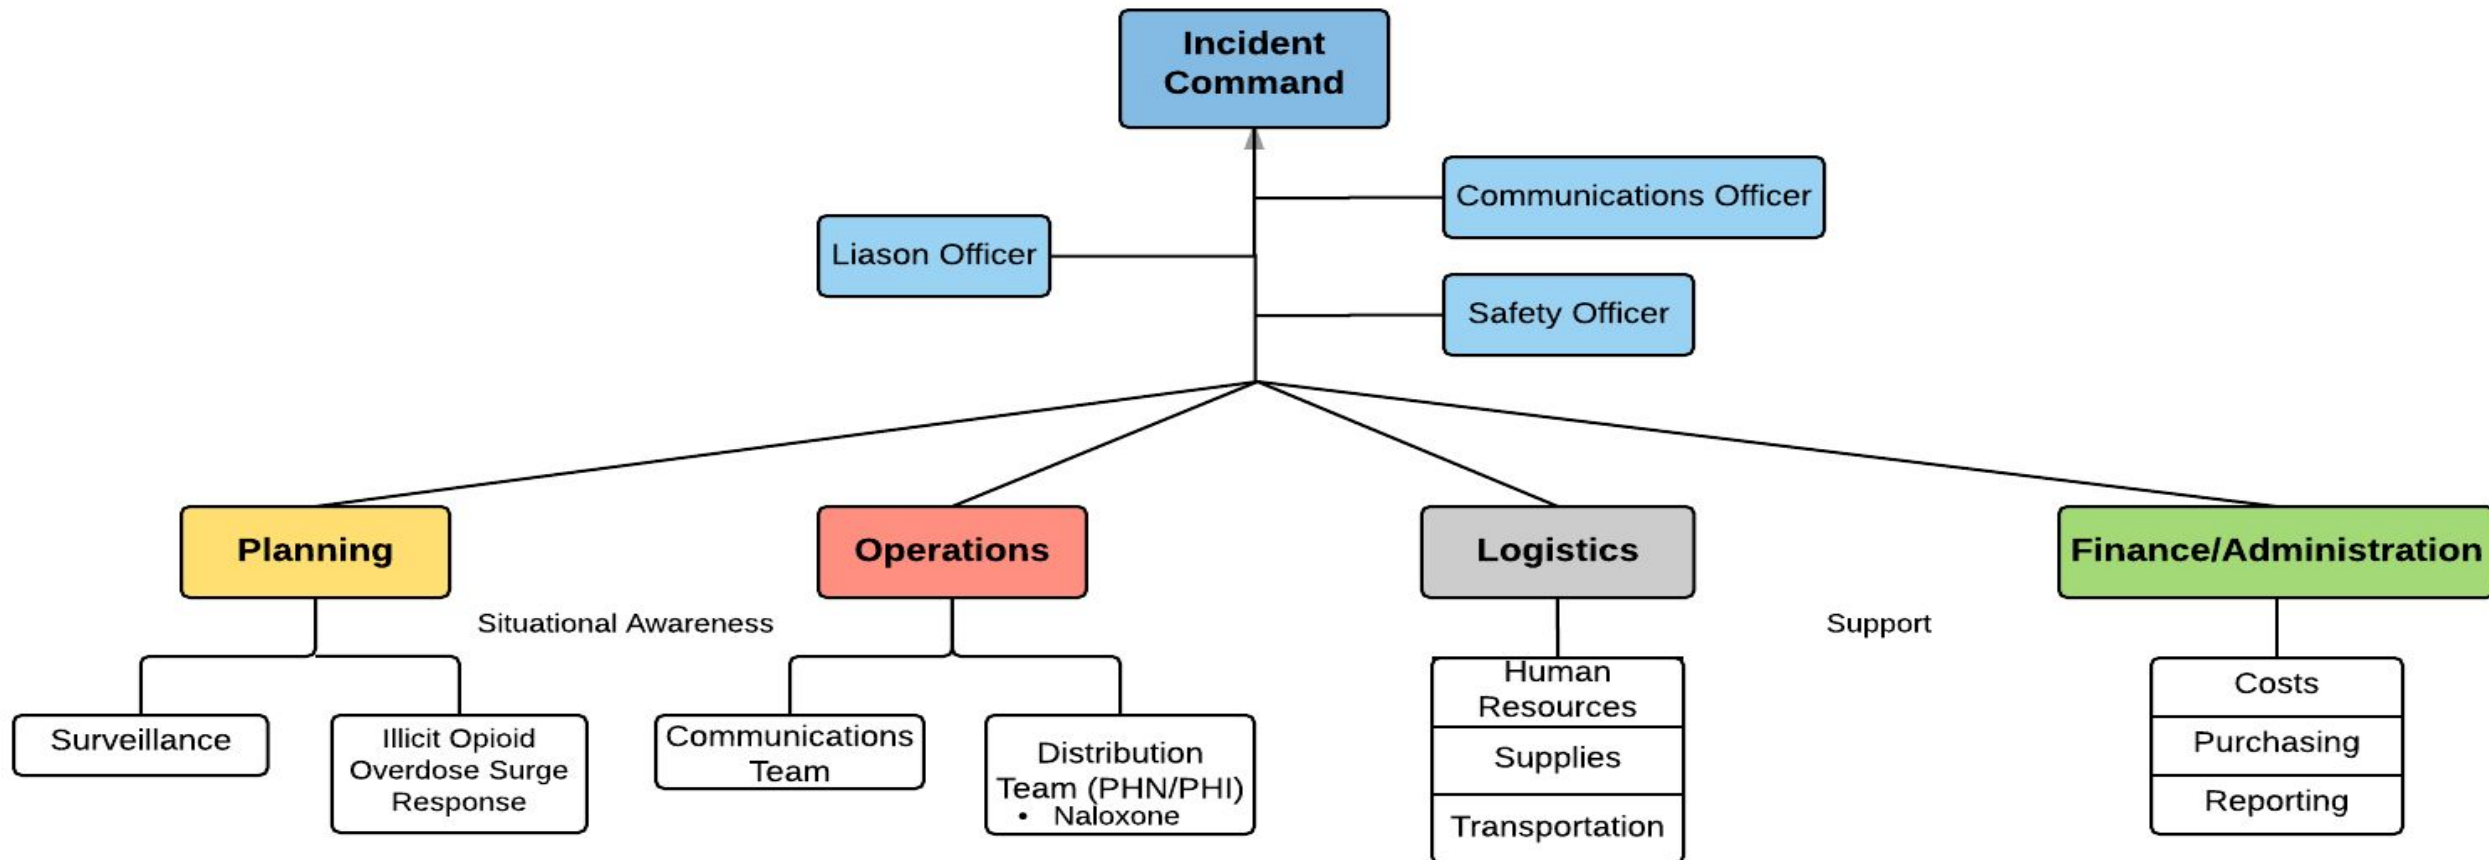 Incident
Command
Communications Officer
Liason Officer
Safety Officer
Planning
Operations
Logistics
Finance/Administration
Situational Awareness
Support
Surveillance
Illicit Opioid
Overdose Surge
Response
Communications
Team
Distribution
Team (PHN/PHI)
• Naloxone
Human
Resources
Supplies
Transportation
Costs
Purchasing
Reporting